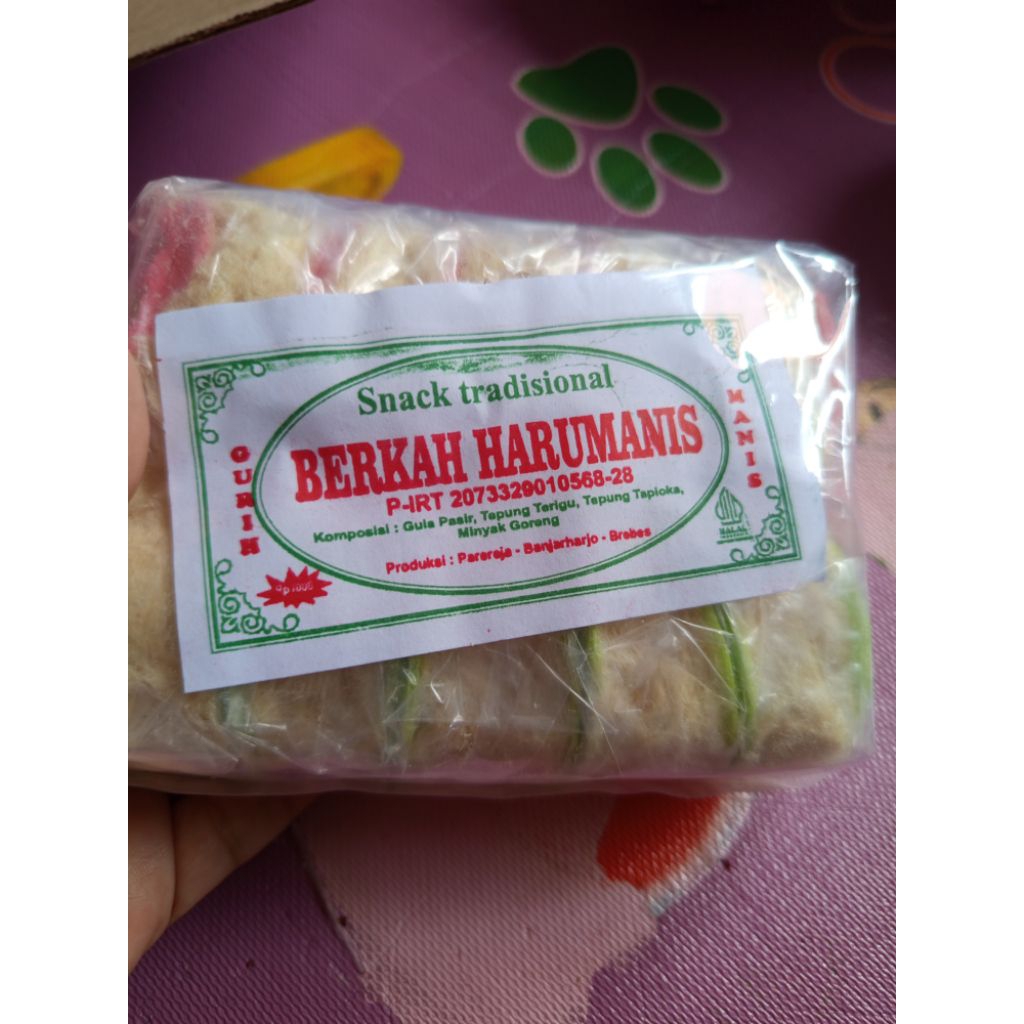 Snack tradisional
BERKAH HARUMANIS
P-IRT 2073329010568-28
Komposisi : Gula Pasir, Tepung Terigu, Tepung Tapioka,
Minyak Goreng
Produksi : Parereja - Banjarharjo - Brebes
GURIH
MANIS
HALAL